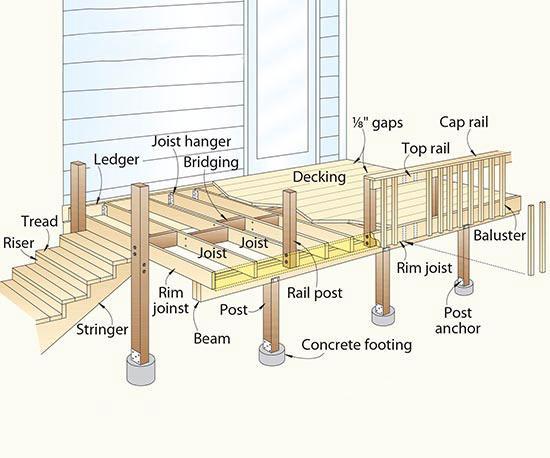 ⅛" gaps
Cap rail
Joist hanger
Top rail
Ledger
Bridging
Decking
Tread
Riser
Joist
Joist
Baluster
Rim joist
Rim
joinst
Rail post
Post
Post
anchor
Stringer
Beam
Concrete footing